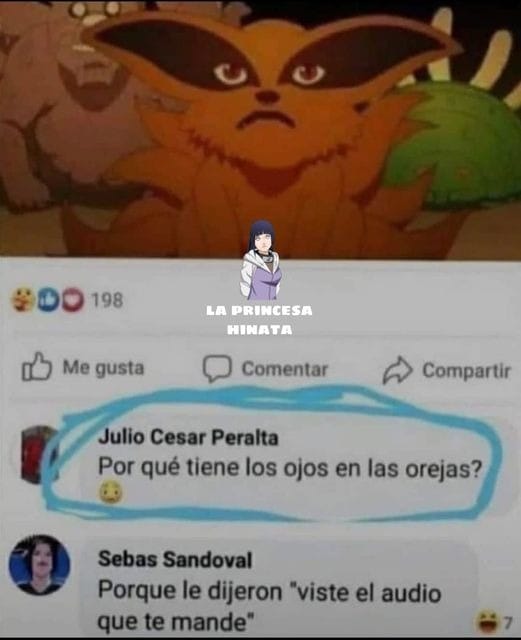 198
LA PRINCESA
HINATA
Me gusta
Comentar
Compartir
Julio Cesar Peralta
Por qué tiene los ojos en las orejas?
Sebas Sandoval
Porque le dijeron "viste el audio
que te mande"
7